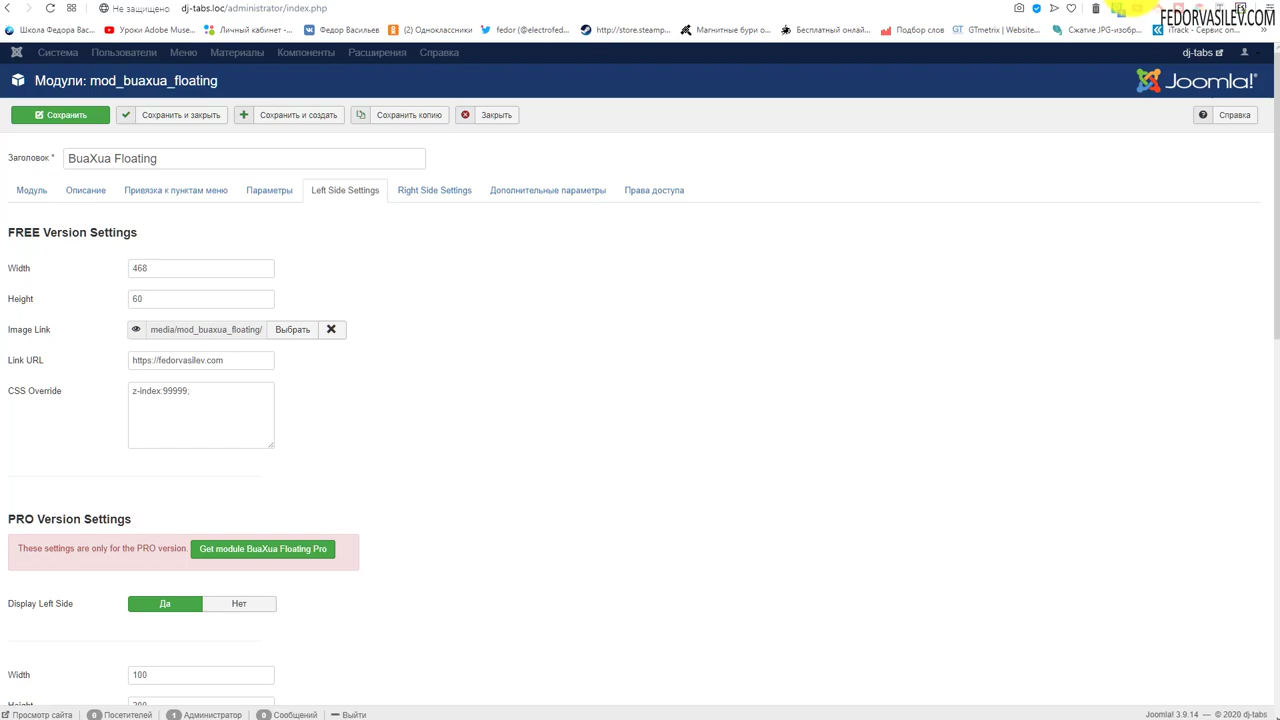 Не защищено dj-tabs.loc/administrator/index.php
FEDORVASILEV.COM
Школа Федора Вас... Уроки Adobe Muse... Личный кабинет -... Федор Васильев (2) Одноклассники fedor (@electrofed... http://store.steamp... Магнитные бури о... Бесплатный онлай... Подбор слов GTmetrix | Website... Сжатие JPG-изобр... iTrack - Сервис оп... »
Система Пользователи Меню Материалы Компоненты Расширения Справка dj-tabs
Модули: mod_buaxua_floating Joomla!®
Сохранить Сохранить и закрыть Сохранить и создать Сохранить копию Закрыть Справка
Заголовок * BuaXua Floating
Модуль Описание Привязка к пунктам меню Параметры Left Side Settings Right Side Settings Дополнительные параметры Права доступа
FREE Version Settings
Width 468
Height 60
Image Link media/mod_buaxua_floating/ Выбрать
Link URL https://fedorvasilev.com
CSS Override z-index:99999;
PRO Version Settings
These settings are only for the PRO version. Get module BuaXua Floating Pro
Display Left Side Да Нет
Width 100
Height
Просмотр сайта 0 Посетителей 1 Администратор 0 Сообщений Выйти Joomla! 3.9.14 — © 2020 dj-tabs